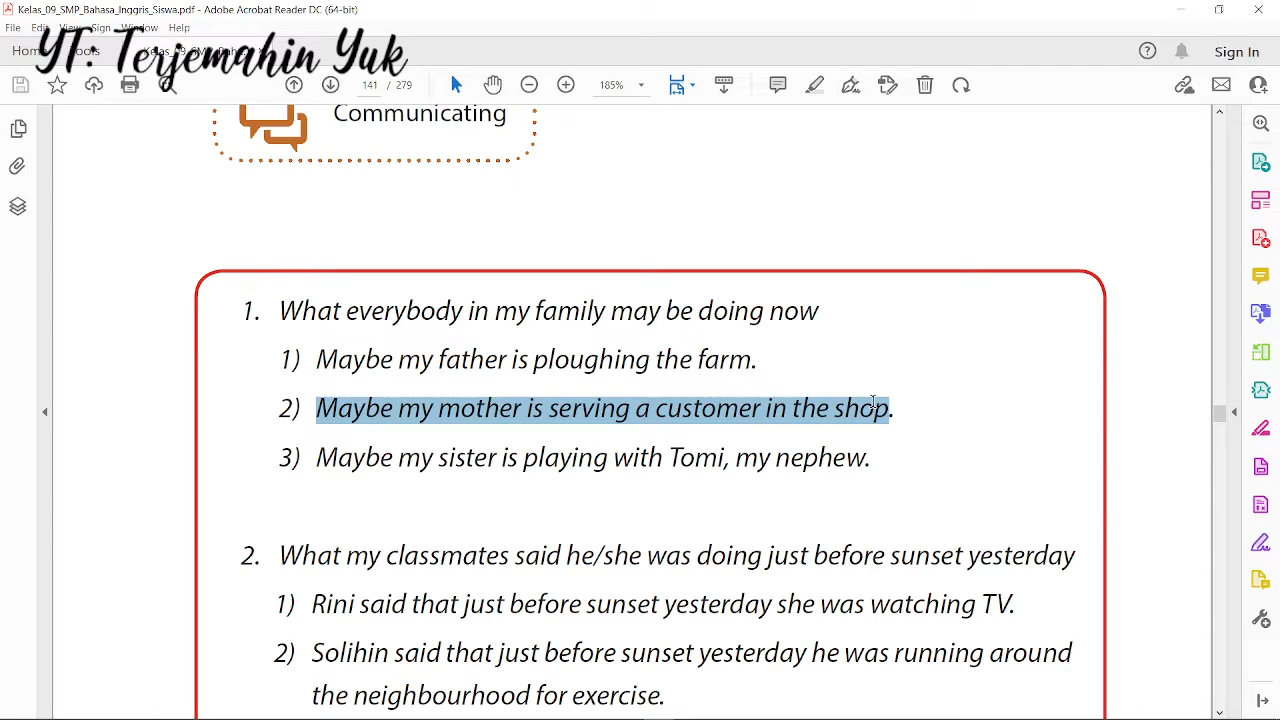 Kelas_09_SMP_Bahasa_Inggris_Siswa.pdf - Adobe Acrobat Reader DC (64-bit)
File Edit View Sign Window Help
YT: Terjemahin Yuk
Home Tools
Sign In
141 / 279
185%
Communicating
1. What everybody in my family may be doing now
1) Maybe my father is ploughing the farm.
2) Maybe my mother is serving a customer in the shop.
3) Maybe my sister is playing with Tomi, my nephew.
2. What my classmates said he/she was doing just before sunset yesterday
1) Rini said that just before sunset yesterday she was watching TV.
2) Solihin said that just before sunset yesterday he was running around
the neighbourhood for exercise.